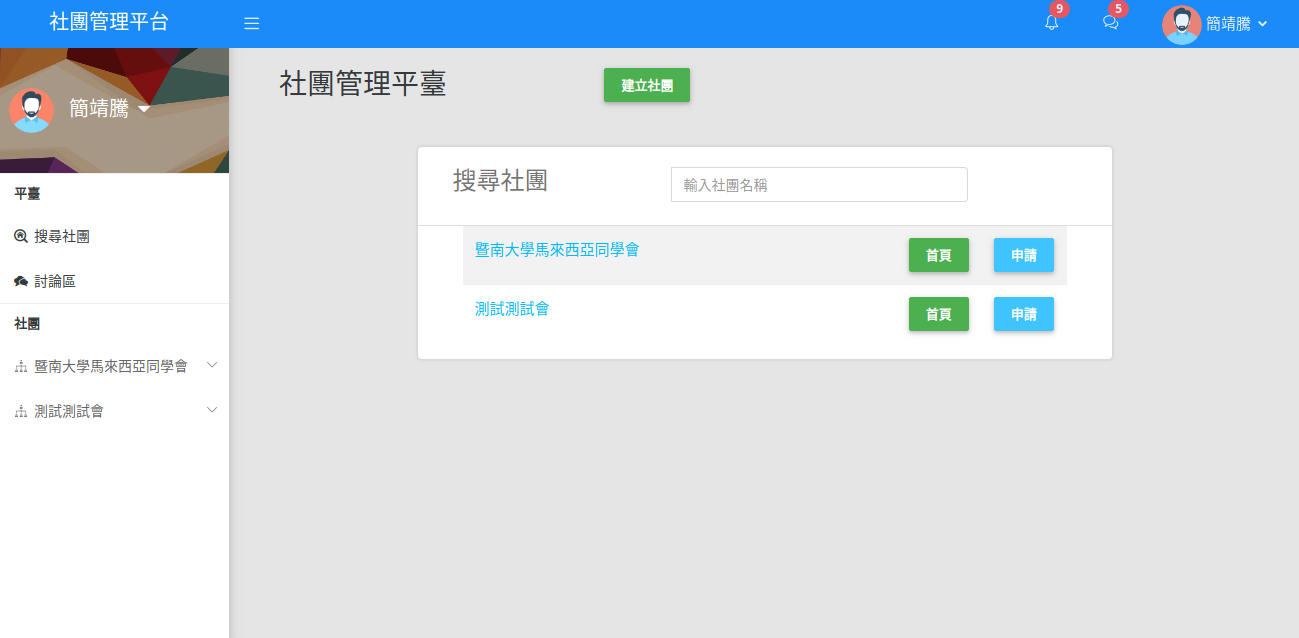 社團管理平台
9
5
簡靖騰
簡靖騰
平臺
搜尋社團
討論區
社團
暨南大學馬來西亞同學會
測試測試會
社團管理平臺
建立社團
搜尋社團
輸入社團名稱
暨南大學馬來西亞同學會
首頁
申請
測試測試會
首頁
申請